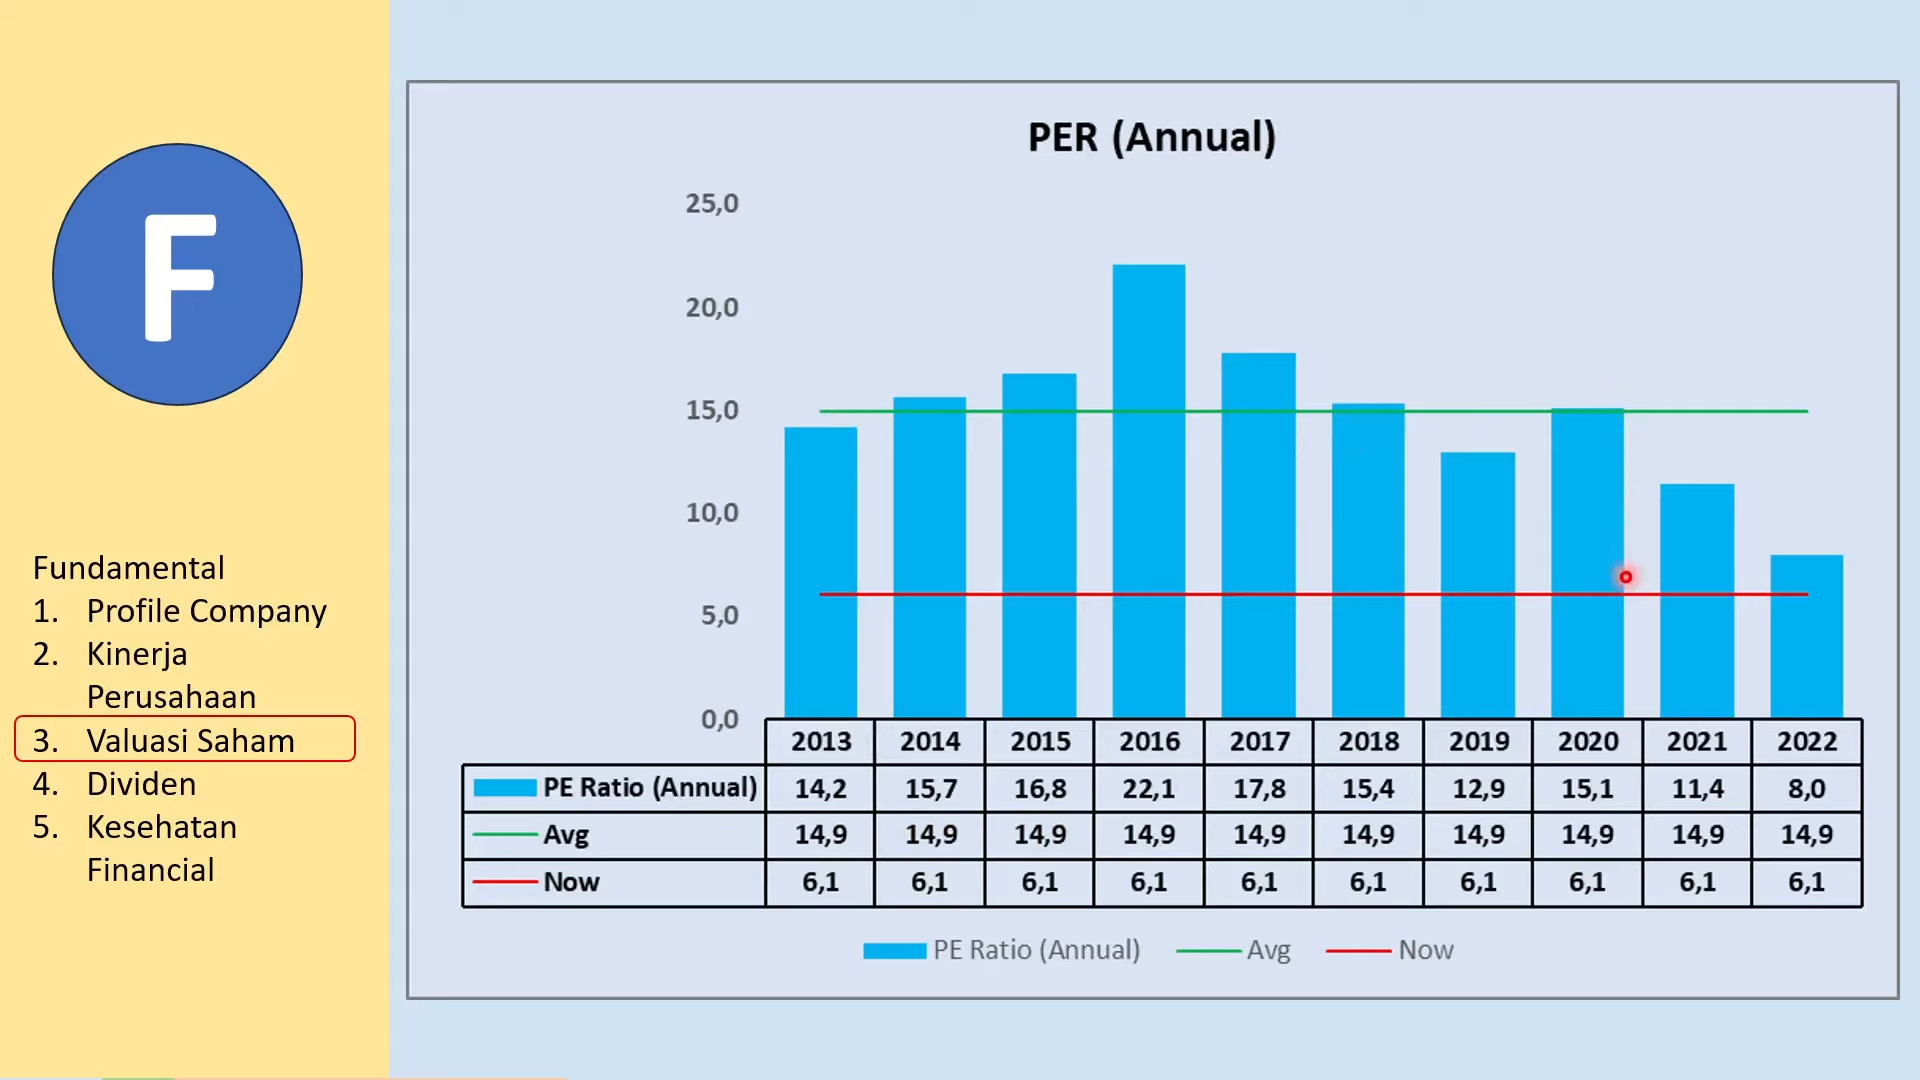 F
Fundamental
1. Profile Company
2. Kinerja
Perusahaan
3. Valuasi Saham
4. Dividen
5. Kesehatan
Financial
PER (Annual)
25,0
20,0
15,0
10,0
5,0
0,0
2013 2014 2015 2016 2017 2018 2019 2020 2021 2022
PE Ratio (Annual) 14,2 15,7 16,8 22,1 17,8 15,4 12,9 15,1 11,4 8,0
Avg 14,9 14,9 14,9 14,9 14,9 14,9 14,9 14,9 14,9 14,9
Now 6,1 6,1 6,1 6,1 6,1 6,1 6,1 6,1 6,1 6,1
PE Ratio (Annual) Avg Now